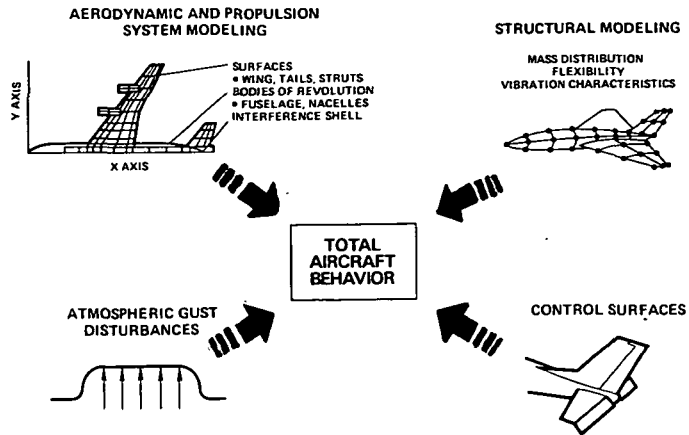 AERODYNAMIC AND PROPULSION
SYSTEM MODELING
Y AXIS
X AXIS
SURFACES
• WING, TAILS, STRUTS
BODIES OF REVOLUTION
• FUSELAGE, NACELLES
INTERFERENCE SHELL
STRUCTURAL MODELING
MASS DISTRIBUTION
FLEXIBILITY
VIBRATION CHARACTERISTICS
TOTAL
AIRCRAFT
BEHAVIOR
ATMOSPHERIC GUST
DISTURBANCES
CONTROL SURFACES